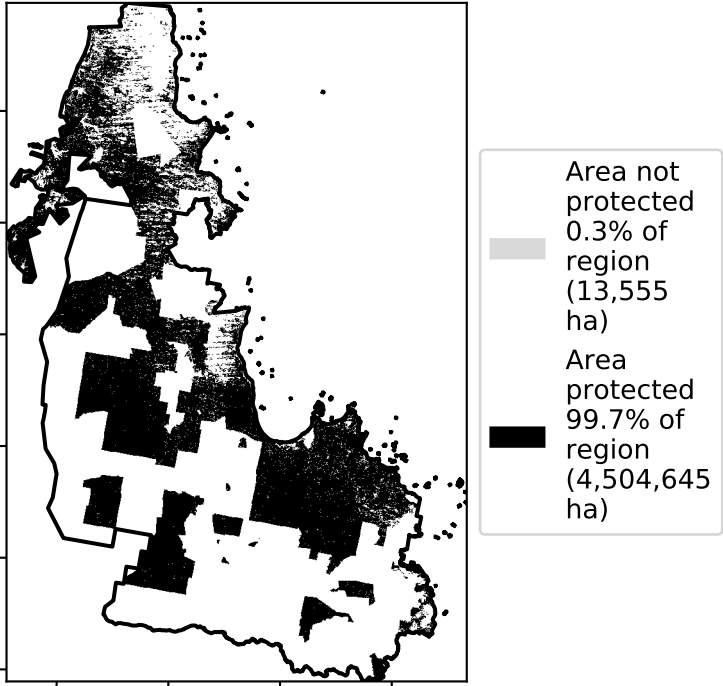 Area not
protected
0.3% of
region
(13,555
ha)
Area
protected
99.7% of
region
(4,504,645
ha)